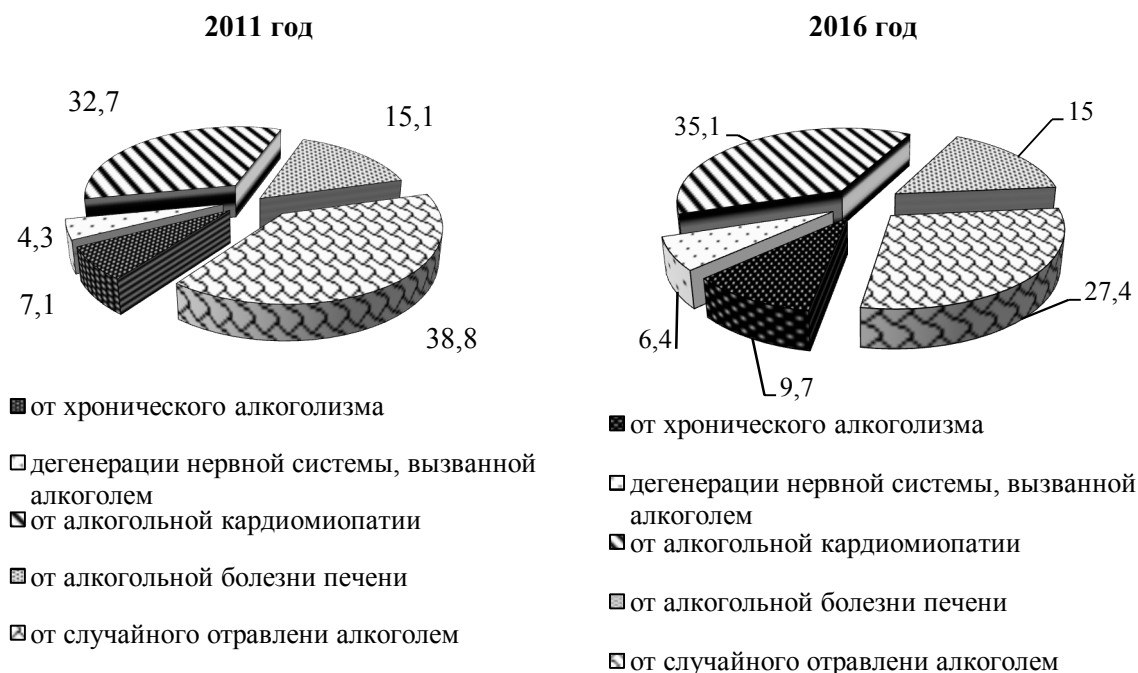 2011 год
32,7
15,1
4,3
7,1
38,8
от хронического алкоголизма
дегенерации нервной системы, вызванной
алкоголем
от алкогольной кардиомиопатии
от алкогольной болезни печени
от случайного отравлени алкоголем
2016 год
35,1
15
6,4
27,4
9,7
от хронического алкоголизма
дегенерации нервной системы, вызванной
алкоголем
от алкогольной кардиомиопатии
от алкогольной болезни печени
от случайного отравлени алкоголем